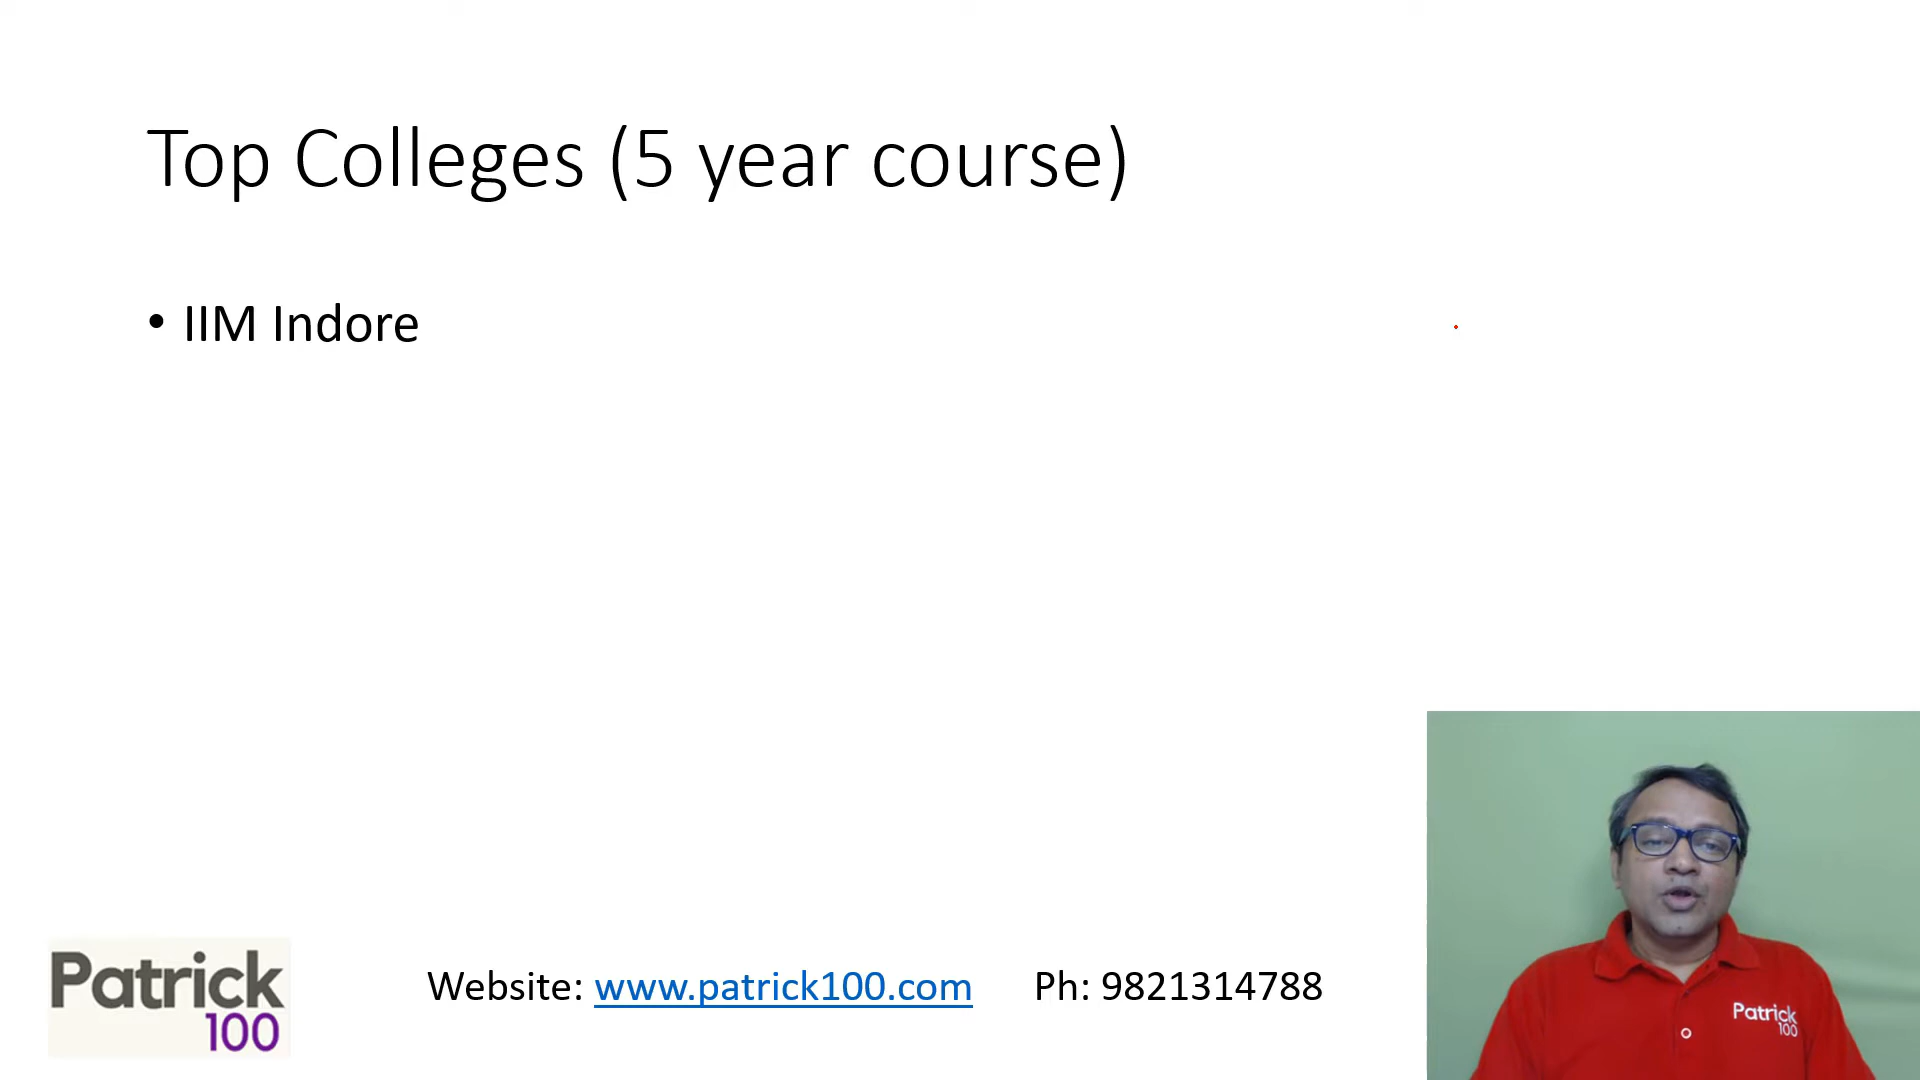 Top Colleges (5 year course)
• IIM Indore
Patrick
100
Website: www.patrick100.com Ph: 9821314788
Patrick
100